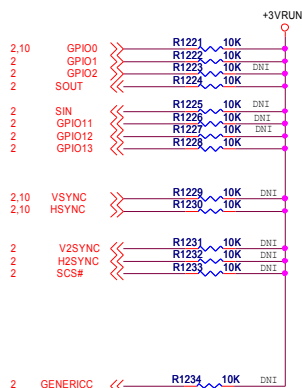 +3VRUN
2,10 GPIO0 R1221 10K
2 GPIO1 R1222 10K
2 GPIO2 R1223 10K DNI
2 SOUT R1224 10K
2 SIN R1225 10K DNI
2 GPIO11 R1226 10K DNI
2 GPIO12 R1227 10K DNI
2 GPIO13 R1228 10K
2,10 VSYNC R1229 10K DNI
2,10 HSYNC R1230 10K
2 V2SYNC R1231 10K DNI
2 H2SYNC R1232 10K DNI
2 SCS# R1233 10K DNI
2 GENERICC R1234 10K DNI